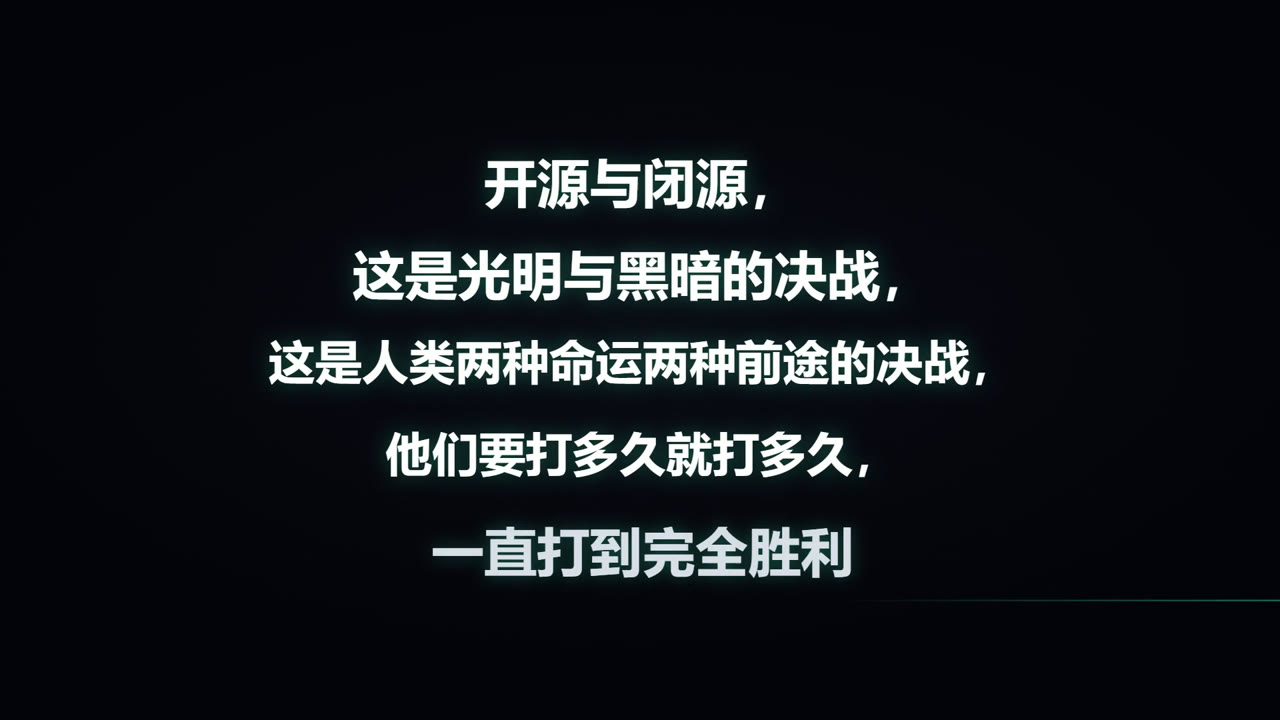 开源与闭源，
这是光明与黑暗的决战，
这是人类两种命运两种前途的决战，
他们要打多久就打多久，
一直打到完全胜利